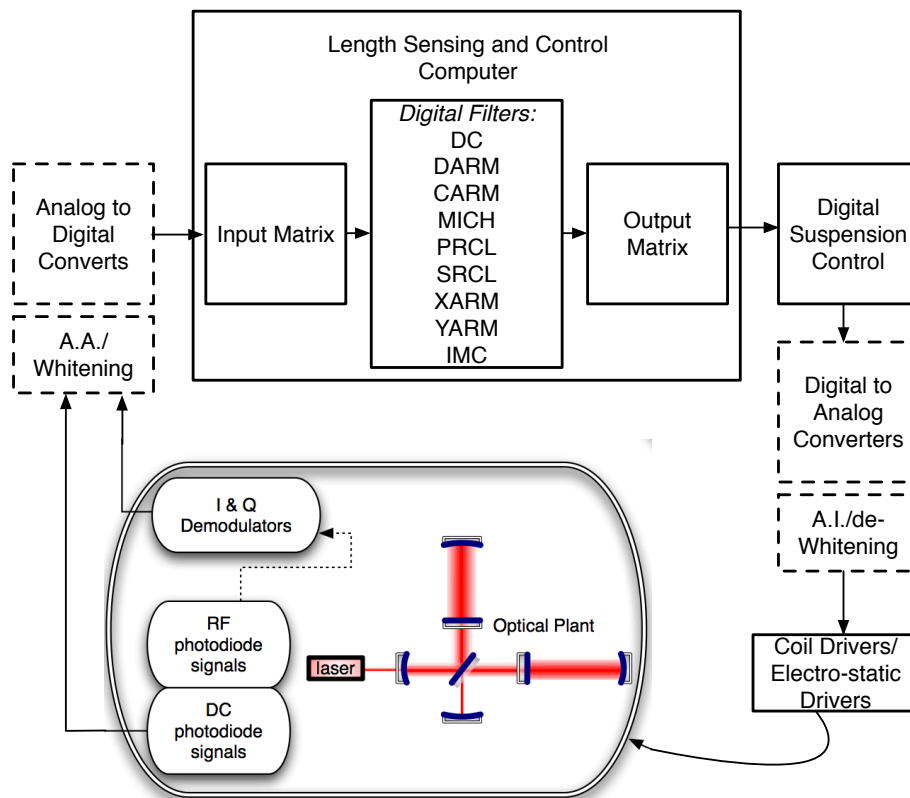 Length Sensing and Control
Computer
Digital Filters:
DC
DARM
CARM
MICH
PRCL
SRCL
XARM
YARM
IMC
Analog to
Digital
Converts
Input Matrix
Output
Matrix
Digital
Suspension
Control
A.A./
Whitening
Digital to
Analog
Converters
A.I./de-
Whitening
I & Q
Demodulators
RF
photodiode
signals
Optical Plant
laser
Coil Drivers/
Electro-static
Drivers
DC
photodiode
signals